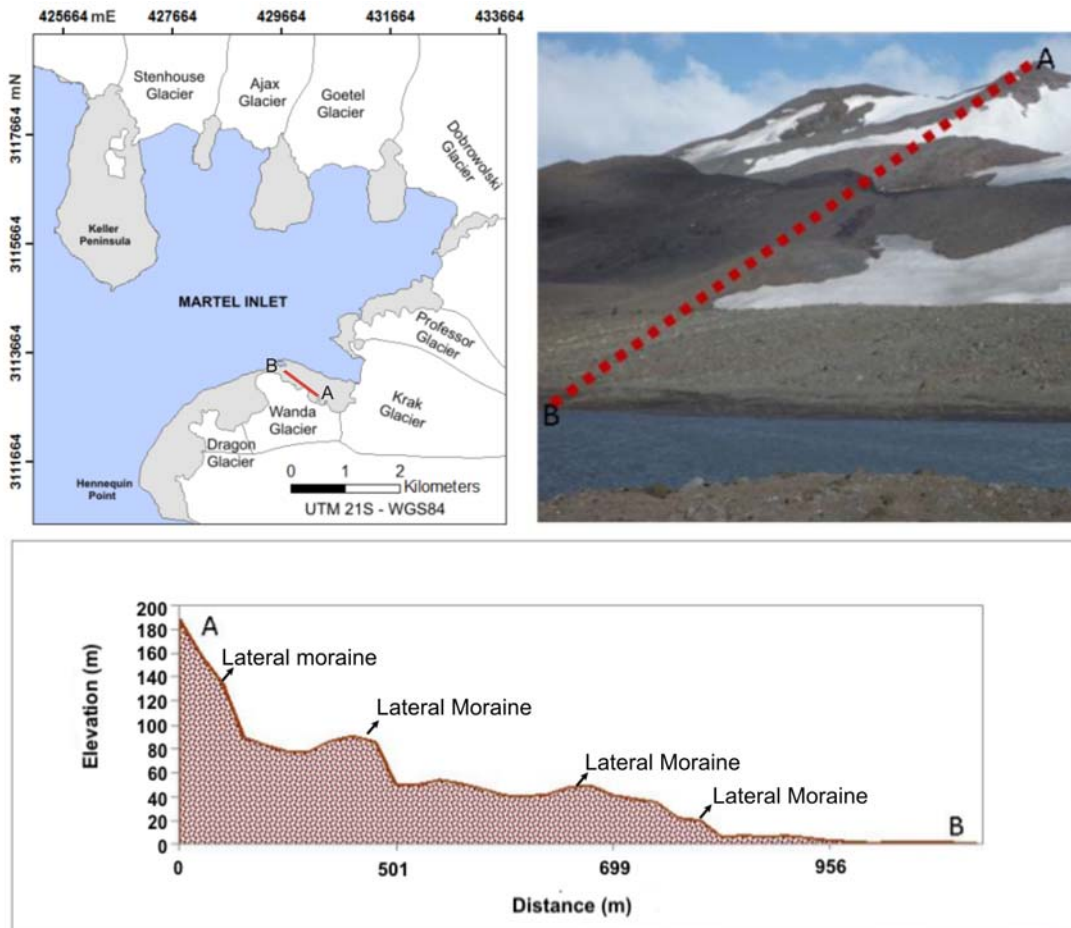 425664 mE
427664
429664
431664
433664
3117664 mN
3115664
3113664
3111664
Stenhouse
Glacier
Ajax
Glacier
Goetel
Glacier
Dobrowolski
Glacier
Keller
Peninsula
MARTEL INLET
Professor
Glacier
B
A
Wanda
Glacier
Krak
Glacier
Dragon
Glacier
Hennequin
Point
0 1 2
Kilometers
UTM 21S - WGS84
A
B
200
180
160
140
120
100
80
60
40
20
0
Elevation (m)
A
Lateral moraine
Lateral Moraine
Lateral Moraine
Lateral Moraine
B
0 501 699 956
Distance (m)